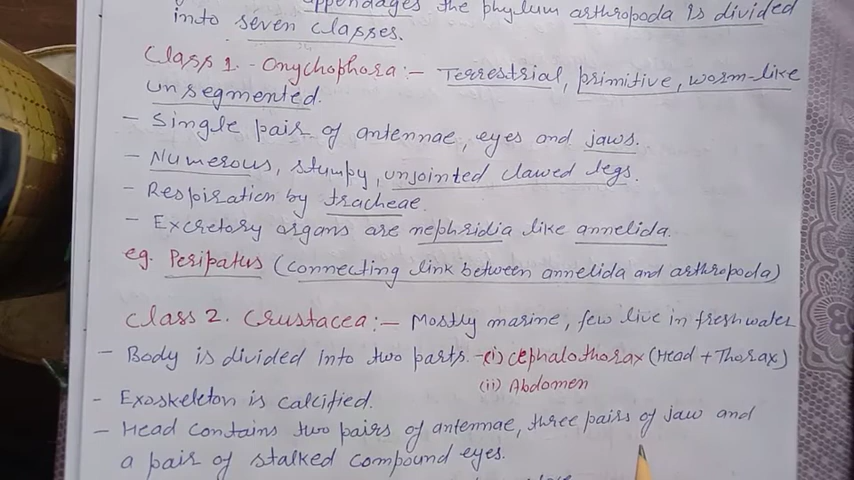 appendages the phylum arthropoda is divided
into seven classes.
Class 1. - Onychophora:- Terrestrial, primitive, worm-like
unsegmented.
- Single pair of antennae, eyes and jaws.
- Numerous, stumpy, unjointed clawed legs.
- Respiration by tracheae.
- Excretory organs are nephridia like annelida.
eg. Peripatus (connecting link between annelida and arthropoda)
Class 2. Crustacea:- Mostly marine, few live in freshwater
- Body is divided into two parts -(i) cephalothorax (Head + Thorax)
(ii) Abdomen
- Exoskeleton is calcified.
- Head contains two pairs of antennae, three pairs of jaw and
a pair of stalked compound eyes.